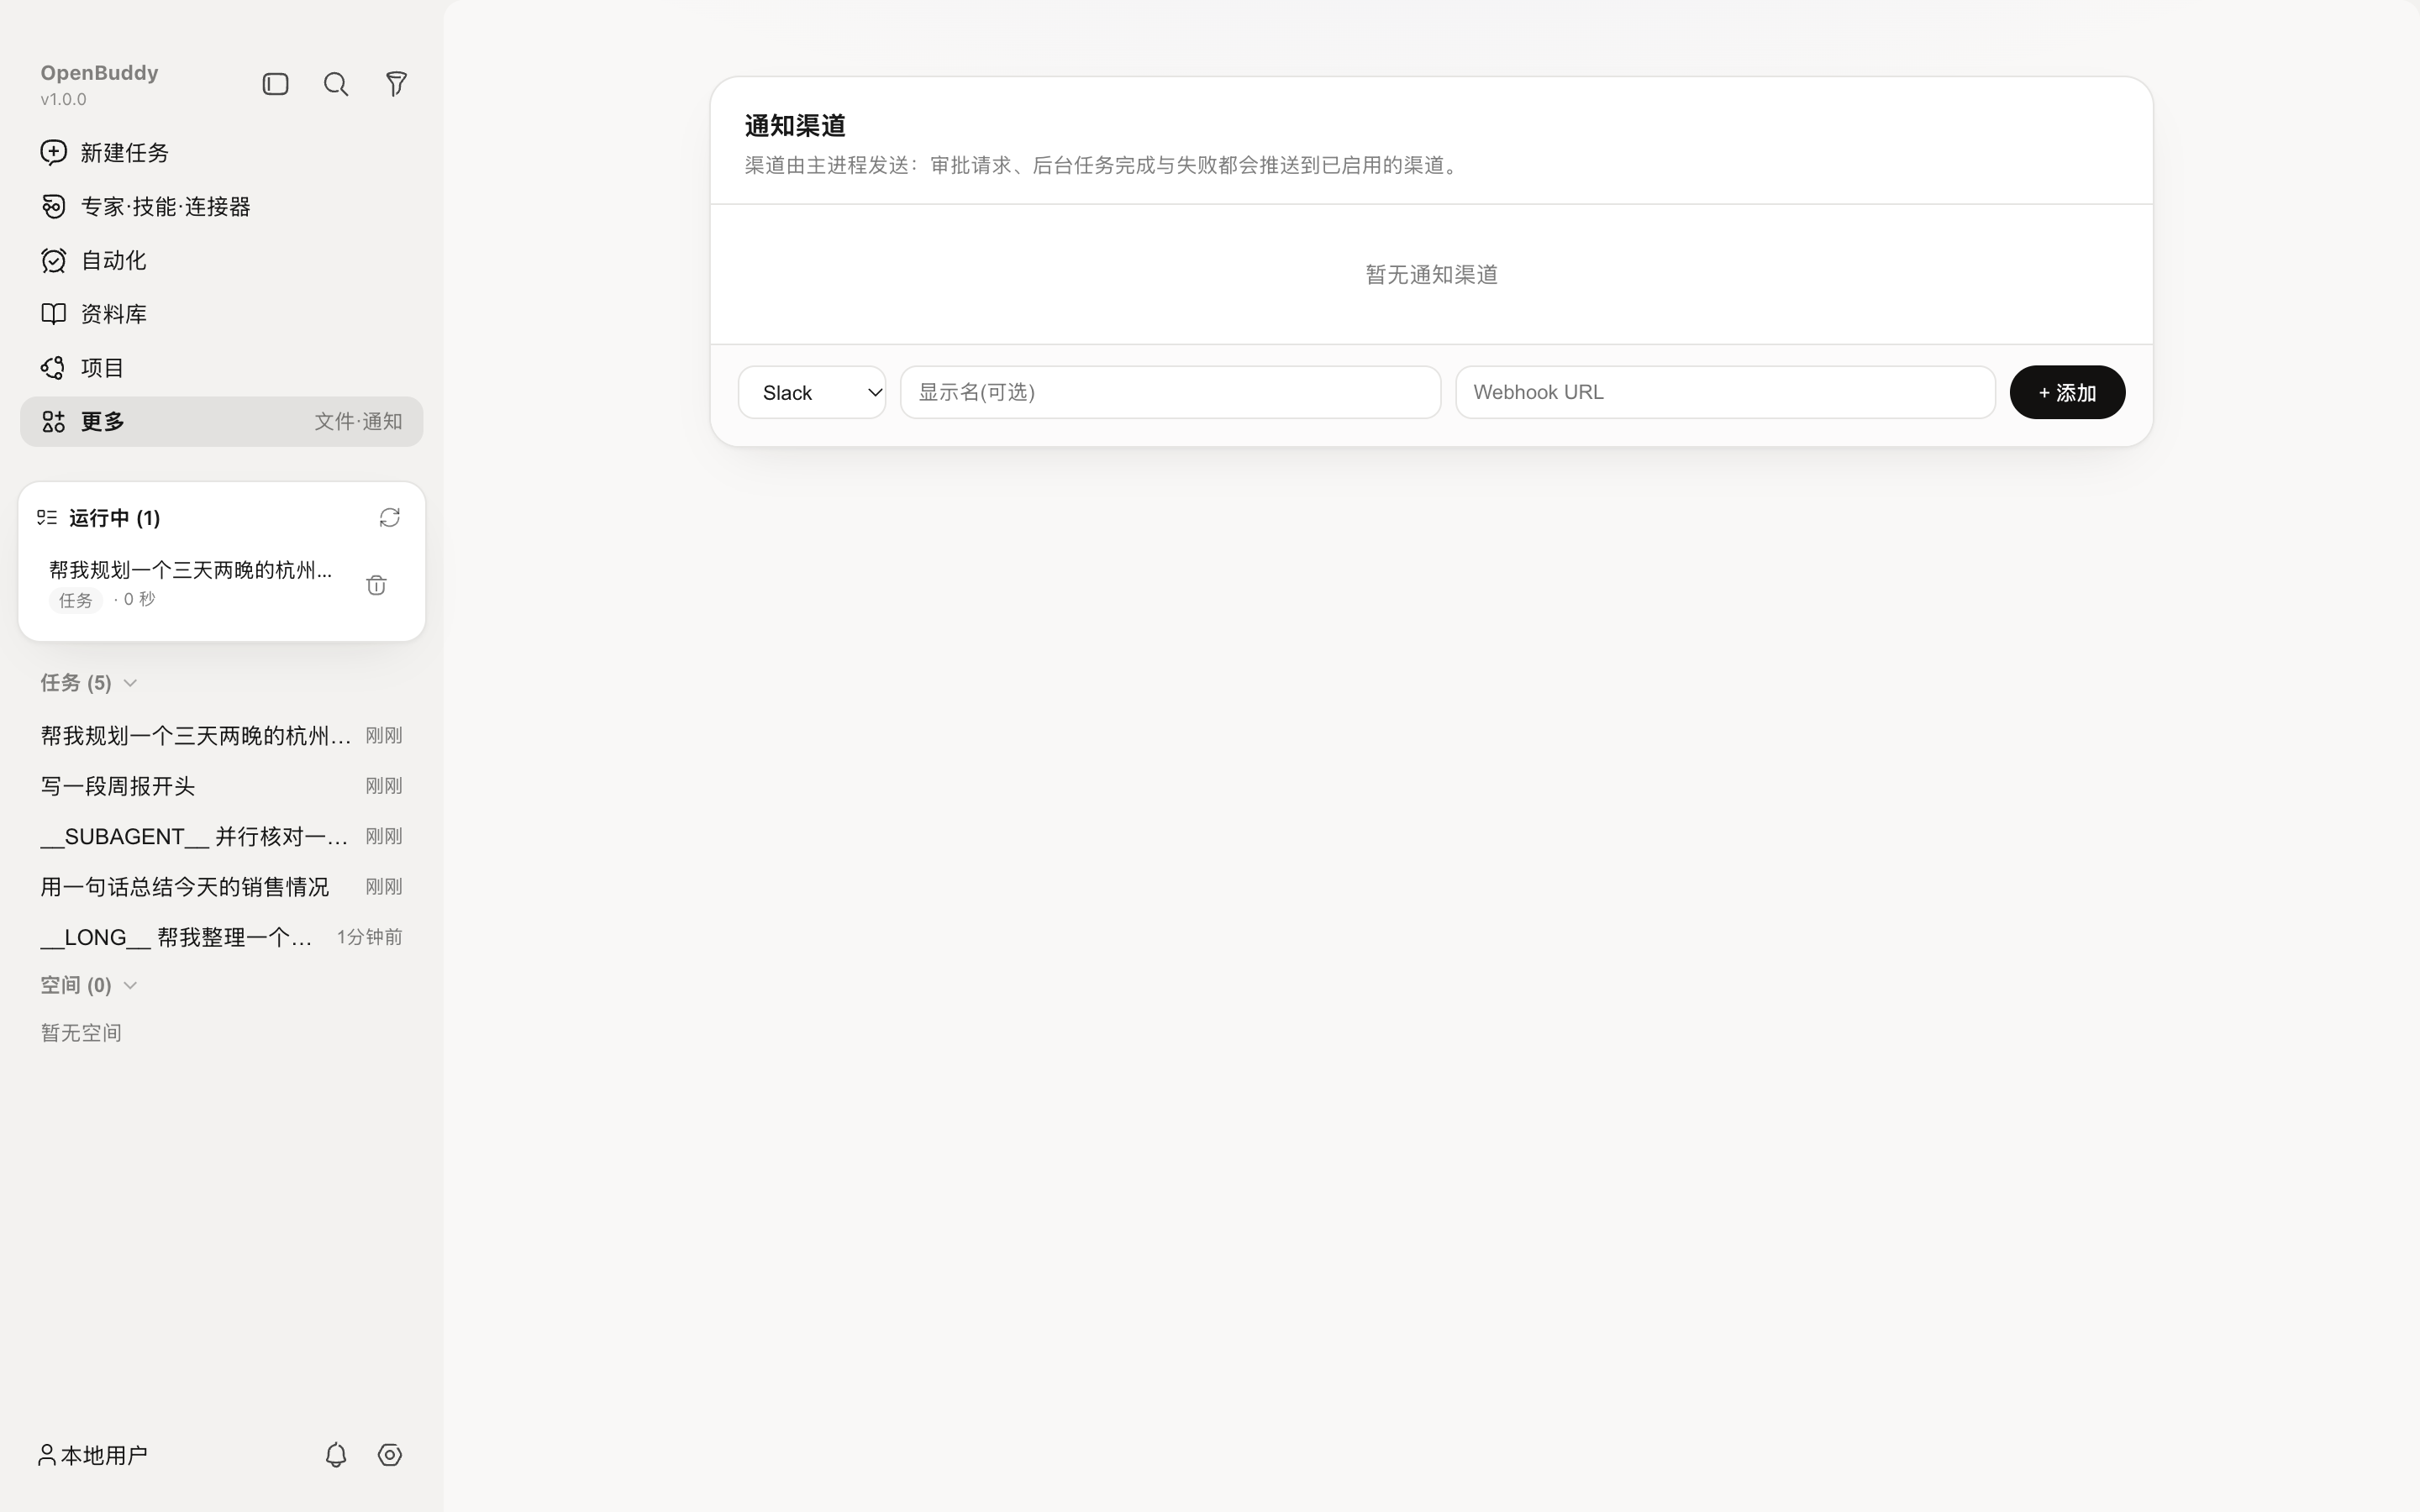 OpenBuddy
v1.0.0
新建任务
专家·技能·连接器
自动化
资料库
项目
更多 文件·通知
运行中 (1)
帮我规划一个三天两晚的杭州...
任务 · 0 秒
任务 (5)
帮我规划一个三天两晚的杭州... 刚刚
写一段周报开头 刚刚
__SUBAGENT__ 并行核对一... 刚刚
用一句话总结今天的销售情况 刚刚
__LONG__ 帮我整理一个... 1分钟前
空间 (0)
暂无空间
本地用户
通知渠道
渠道由主进程发送：审批请求、后台任务完成与失败都会推送到已启用的渠道。
暂无通知渠道
Slack 显示名(可选) Webhook URL + 添加